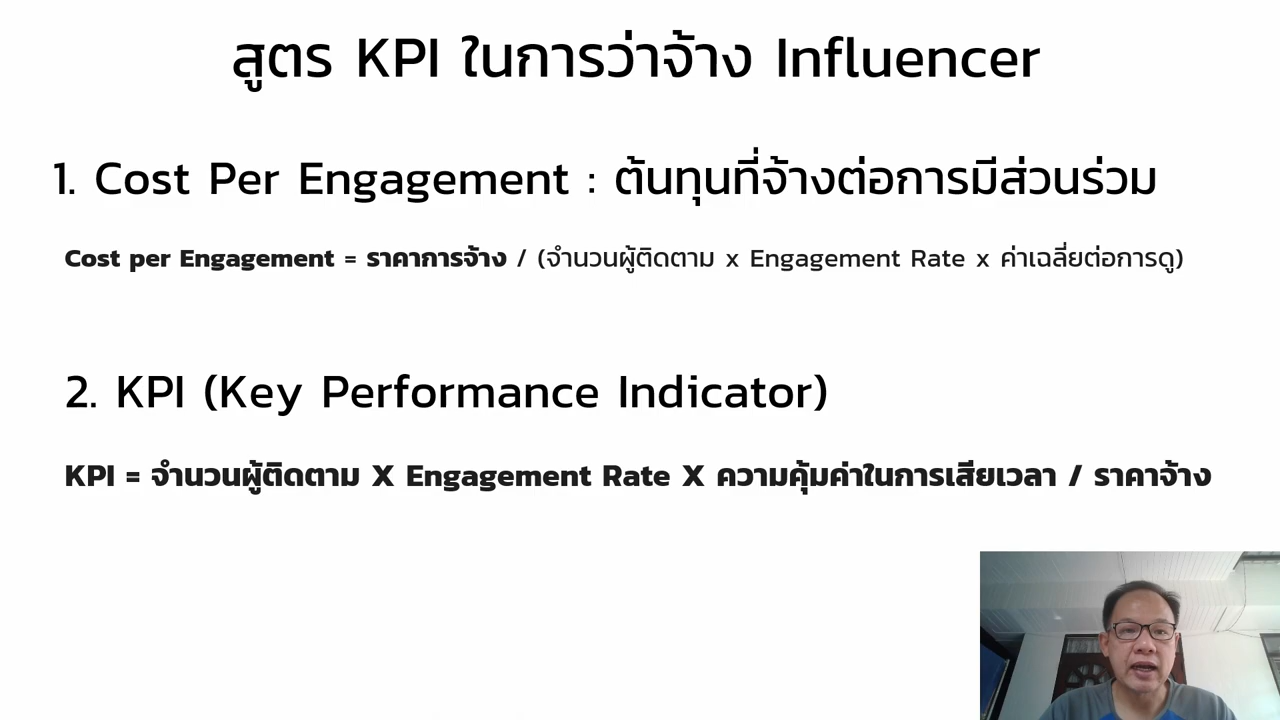 สูตร KPI ในการว่าจ้าง Influencer
1. Cost Per Engagement : ต้นทุนที่จ้างต่อการมีส่วนร่วม
Cost per Engagement = ราคาการจ้าง / (จำนวนผู้ติดตาม x Engagement Rate x ค่าเฉลี่ยต่อการดู)
2. KPI (Key Performance Indicator)
KPI = จำนวนผู้ติดตาม X Engagement Rate X ความคุ้มค่าในการเสียเวลา / ราคาจ้าง